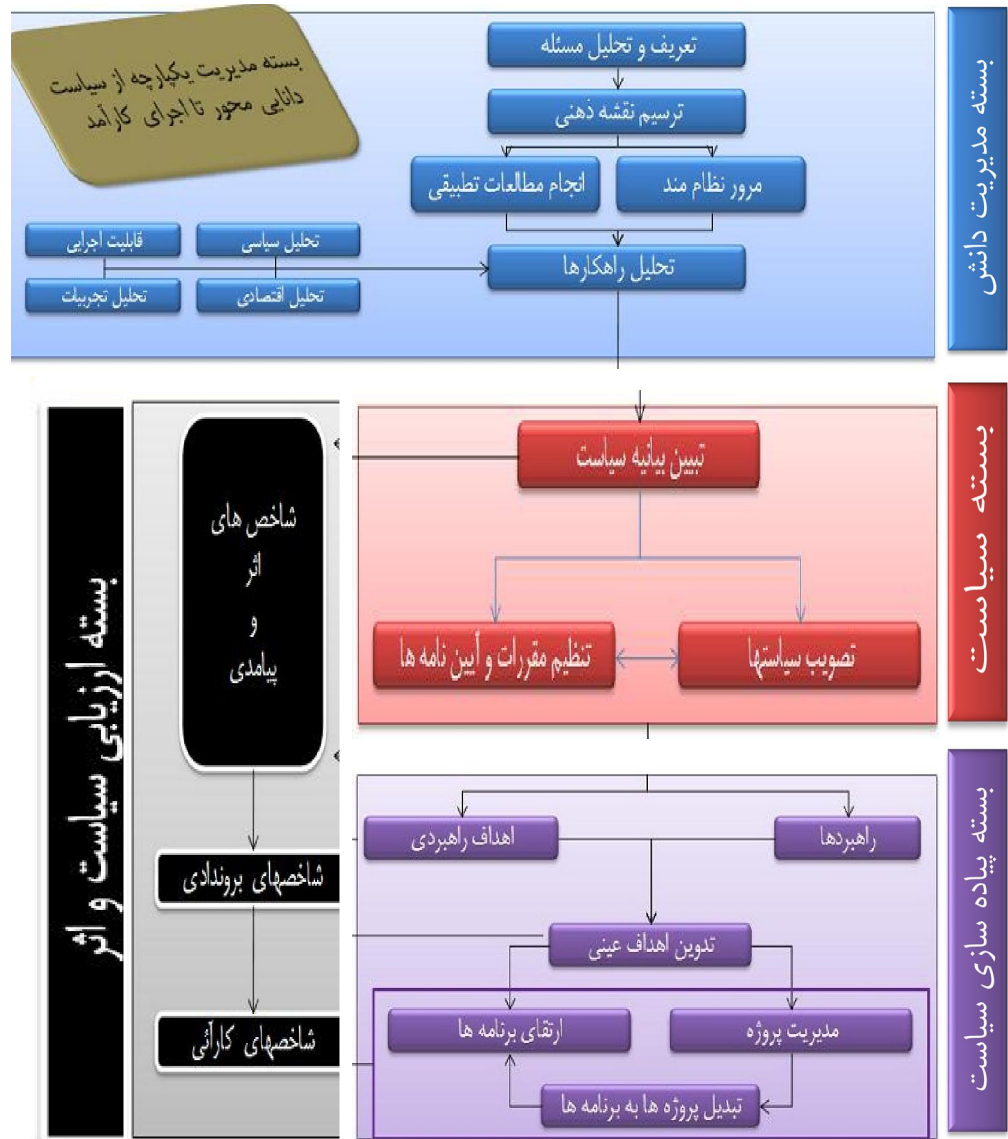 بسته مدیریت یکپارچه از سیاست
دانایی محور تا اجرای کارآمد
بسته مدیریت دانش
تعریف و تحلیل مسئله
ترسیم نقشه ذهنی
مرور نظام مند
انجام مطالعات تطبیقی
تحلیل راهکارها
تحلیل سیاسی
قابلیت اجرایی
تحلیل اقتصادی
تحلیل تجربیات
بسته سیاست
تبیین بیانیه سیاست
تصویب سیاستها
تنظیم مقررات و آیین نامه ها
بسته پیاده سازی سیاست
راهبردها
اهداف راهبردی
تدوین اهداف عینی
مدیریت پروژه
ارتقای برنامه ها
تبدیل پروژه ها به برنامه ها
شاخص های
اثر
و
پیامدی
شاخصهای بروندادی
شاخصهای کارآئی
بسته ارزیابی سیاست و اثر